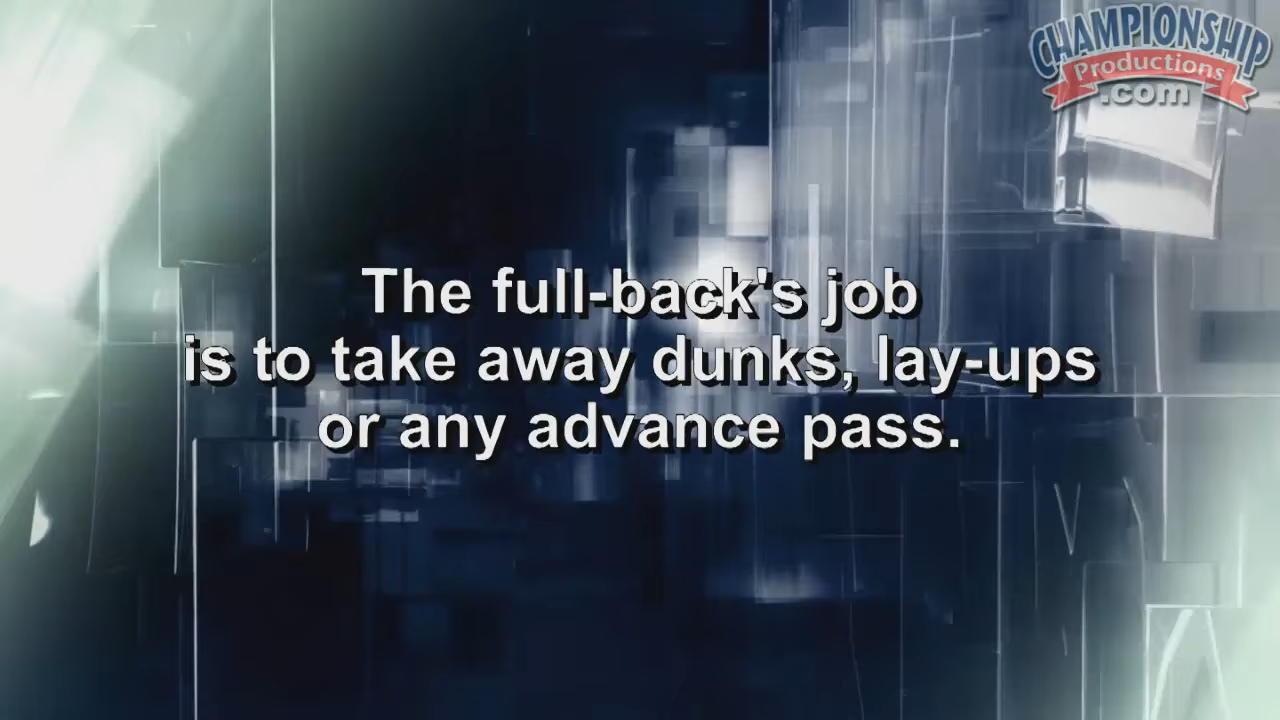 CHAMPIONSHIP
Productions
.com
The full-back's job
is to take away dunks, lay-ups
or any advance pass.